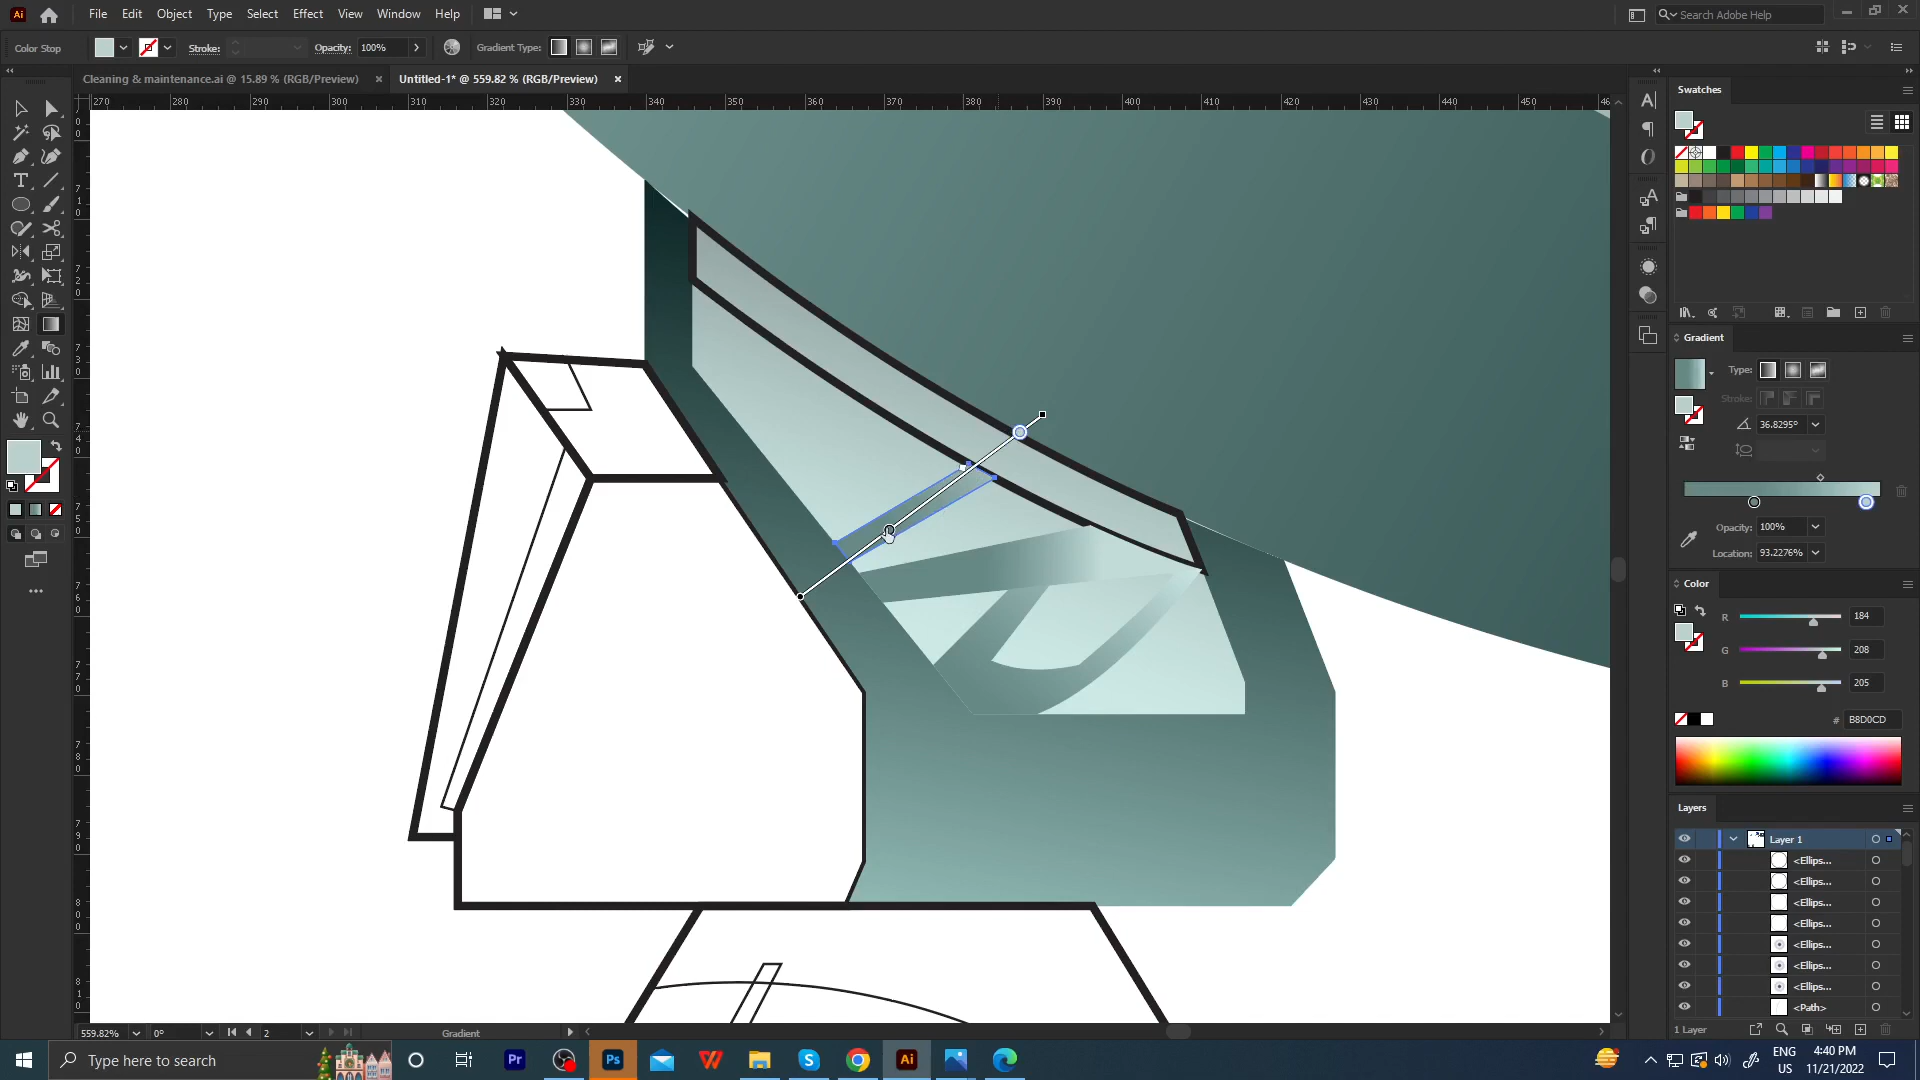 Ai File Edit Object Type Select Effect View Window Help Search Adobe Help
Color Stop Stroke: Opacity: 100% Gradient Type:
Cleaning & maintenance.ai @ 15.89 % (RGB/Preview) Untitled-1* @ 559.82 % (RGB/Preview)
270 280 290 300 310 320 330 340 350 360 370 380 390 400 410 420 430 440 450
Swatches
Gradient
Type:
Stroke:
36.8295°
Opacity: 100%
Location: 93.2276%
Color
R 184
G 208
B 205
# B8D0CD
Layers
Layer 1
<Ellips...
<Ellips...
<Ellips...
<Ellips...
<Ellips...
<Ellips...
<Ellips...
<Path>
1 Layer
559.82% 0° 2 Gradient
Type here to search Pr Ps Ai ENG US 4:40 PM 11/21/2022